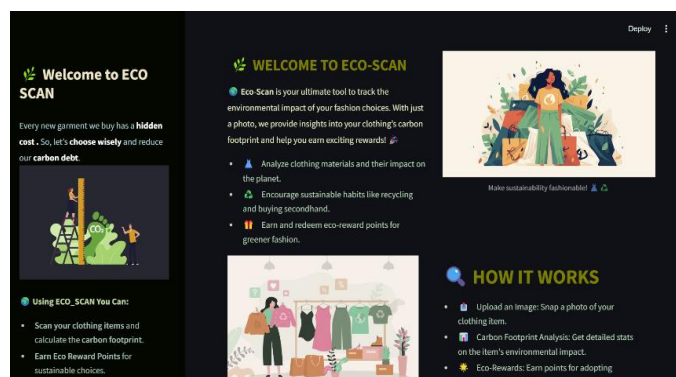 Deploy
🌿 Welcome to ECO
SCAN
Every new garment we buy has a hidden
cost . So, let's choose wisely and reduce
our carbon debt.
CO₂
🌍 Using ECO_SCAN You Can:
• Scan your clothing items and
calculate the carbon footprint.
• Earn Eco Reward Points for
sustainable choices.
🌿 WELCOME TO ECO-SCAN
🌍 Eco-Scan is your ultimate tool to track the
environmental impact of your fashion choices. With just
a photo, we provide insights into your clothing's carbon
footprint and help you earn exciting rewards! 🎉
• 👗 Analyze clothing materials and their impact on
the planet.
• ♻️ Encourage sustainable habits like recycling
and buying secondhand.
• 🎁 Earn and redeem eco-reward points for
greener fashion.
Make sustainability fashionable! 👗 ♻️
🔍 HOW IT WORKS
• 📋 Upload an Image: Snap a photo of your
clothing item.
• 📊 Carbon Footprint Analysis: Get detailed stats
on the item's environmental impact.
• 🌟 Eco-Rewards: Earn points for adopting